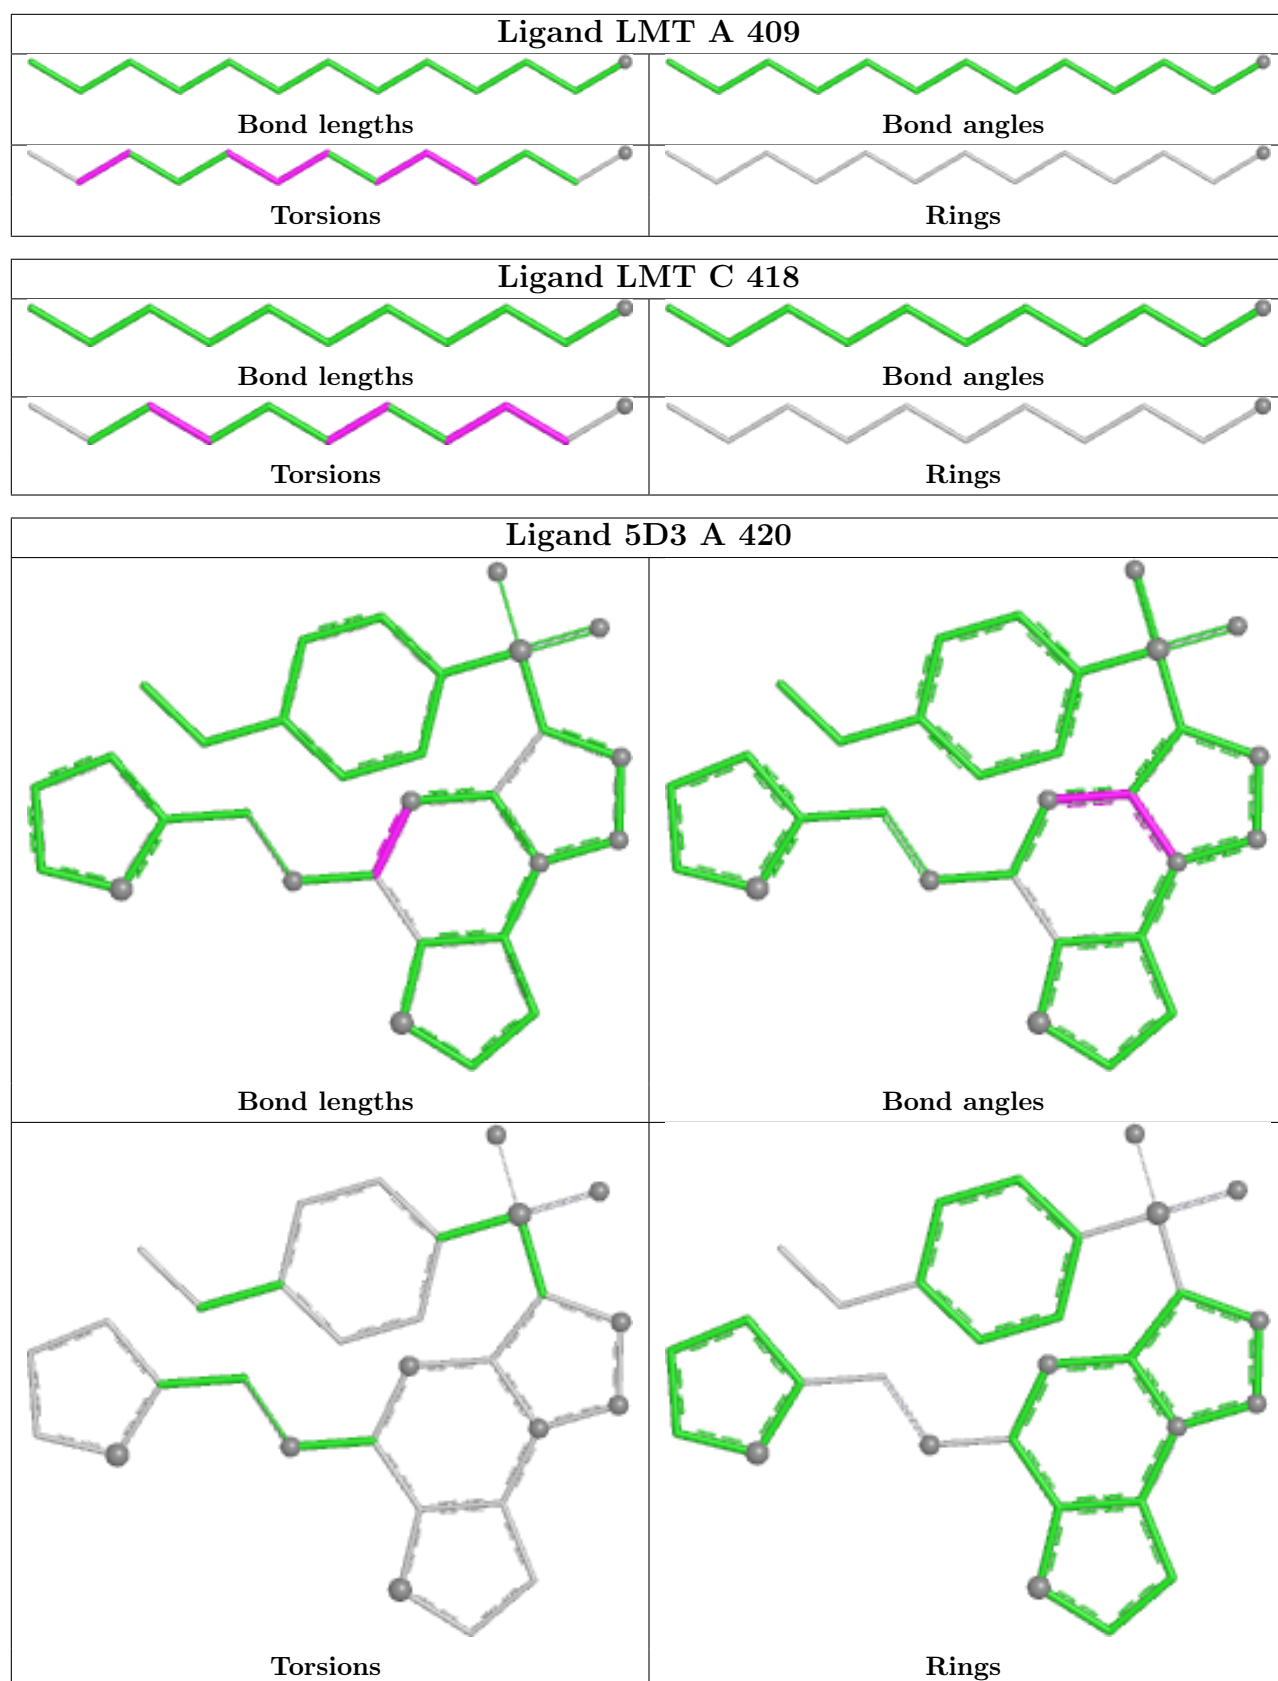 Ligand LMT A 409
Bond lengths
Bond angles
Torsions
Rings
Ligand LMT C 418
Bond lengths
Bond angles
Torsions
Rings
Ligand 5D3 A 420
Bond lengths
Bond angles
Torsions
Rings